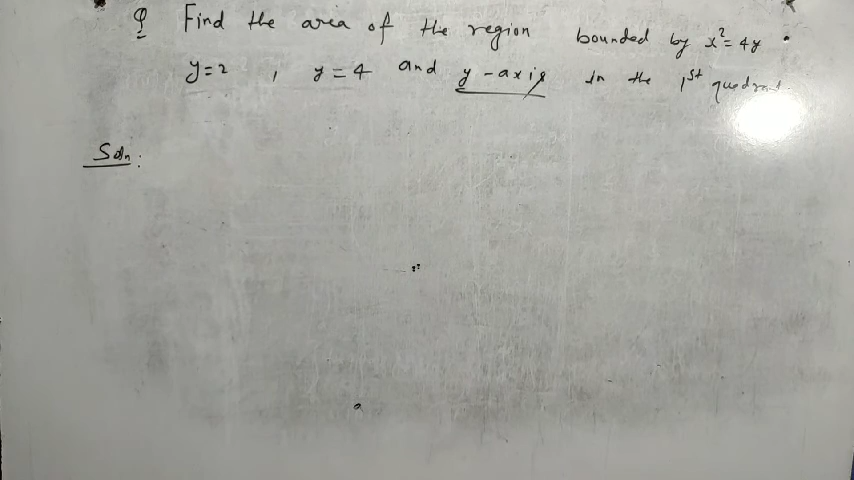 Q Find the area of the region bounded by x²=4y
y=2 , y=4 and y-axis in the 1st quadrant.
Soln: